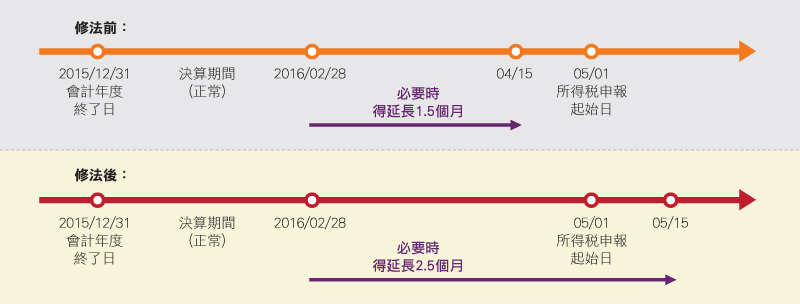 修法前：
2015/12/31 決算期間 2016/02/28 04/15 05/01
會計年度 (正常) 所得税申報
終了日 起始日
必要時
得延長1.5個月
修法後：
2015/12/31 決算期間 2016/02/28 05/01 05/15
會計年度 (正常) 所得税申報
終了日 起始日
必要時
得延長2.5個月